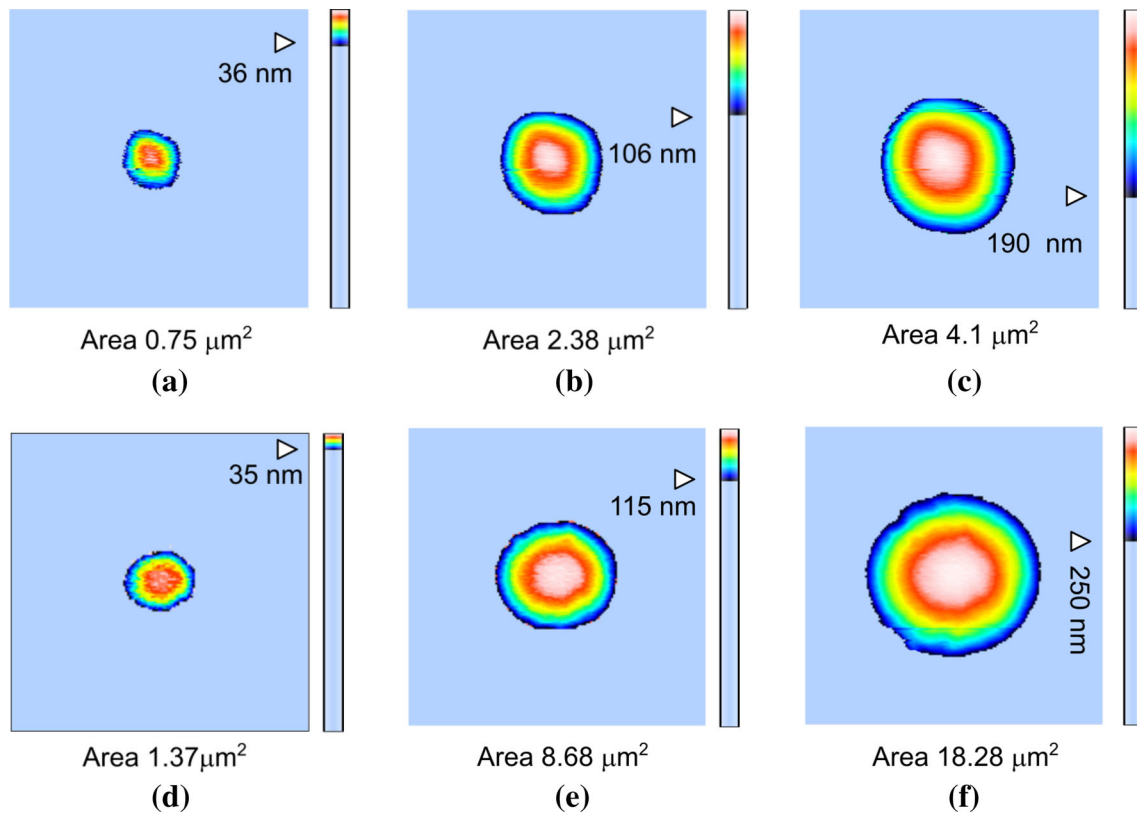 36 nm
106 nm
190 nm
Area 0.75 μm²
Area 2.38 μm²
Area 4.1 μm²
(a)
(b)
(c)
35 nm
115 nm
250 nm
Area 1.37μm²
Area 8.68 μm²
Area 18.28 μm²
(d)
(e)
(f)